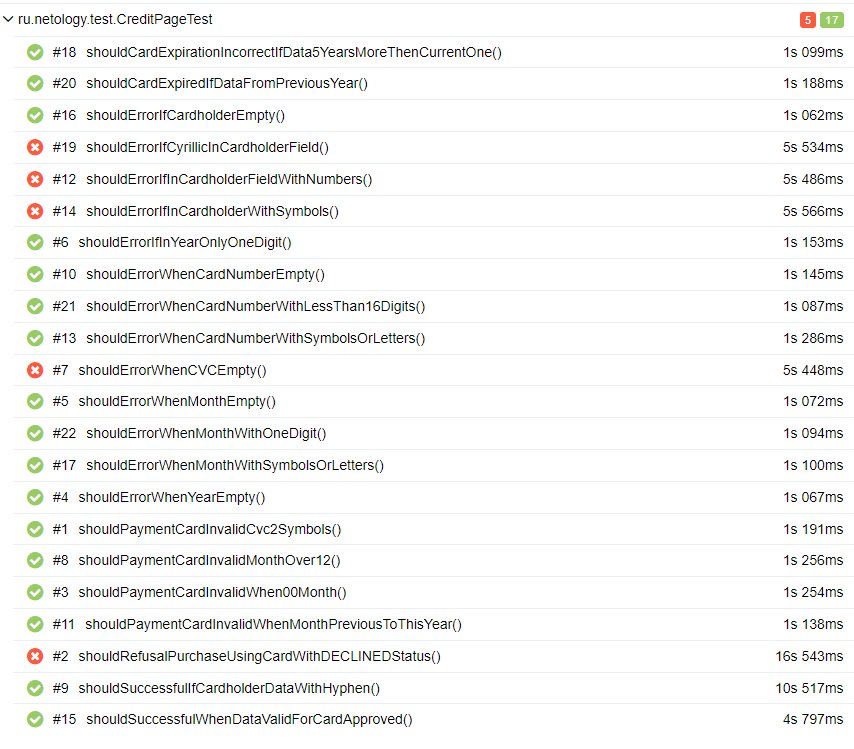 ru.netology.test.CreditPageTest 5 17
#18 shouldCardExpirationIncorrectIfData5YearsMoreThenCurrentOne() 1s 099ms
#20 shouldCardExpiredIfDataFromPreviousYear() 1s 188ms
#16 shouldErrorIfCardholderEmpty() 1s 062ms
#19 shouldErrorIfCyrillicInCardholderField() 5s 534ms
#12 shouldErrorIfInCardholderFieldWithNumbers() 5s 486ms
#14 shouldErrorIfInCardholderWithSymbols() 5s 566ms
#6 shouldErrorIfInYearOnlyOneDigit() 1s 153ms
#10 shouldErrorWhenCardNumberEmpty() 1s 145ms
#21 shouldErrorWhenCardNumberWithLessThan16Digits() 1s 087ms
#13 shouldErrorWhenCardNumberWithSymbolsOrLetters() 1s 286ms
#7 shouldErrorWhenCVCEmpty() 5s 448ms
#5 shouldErrorWhenMonthEmpty() 1s 072ms
#22 shouldErrorWhenMonthWithOneDigit() 1s 094ms
#17 shouldErrorWhenMonthWithSymbolsOrLetters() 1s 100ms
#4 shouldErrorWhenYearEmpty() 1s 067ms
#1 shouldPaymentCardInvalidCvc2Symbols() 1s 191ms
#8 shouldPaymentCardInvalidMonthOver12() 1s 256ms
#3 shouldPaymentCardInvalidWhen00Month() 1s 254ms
#11 shouldPaymentCardInvalidWhenMonthPreviousToThisYear() 1s 138ms
#2 shouldRefusalPurchaseUsingCardWithDECLINEDStatus() 16s 543ms
#9 shouldSuccessfulIfCardholderDataWithHyphen() 10s 517ms
#15 shouldSuccessfulWhenDataValidForCardApproved() 4s 797ms